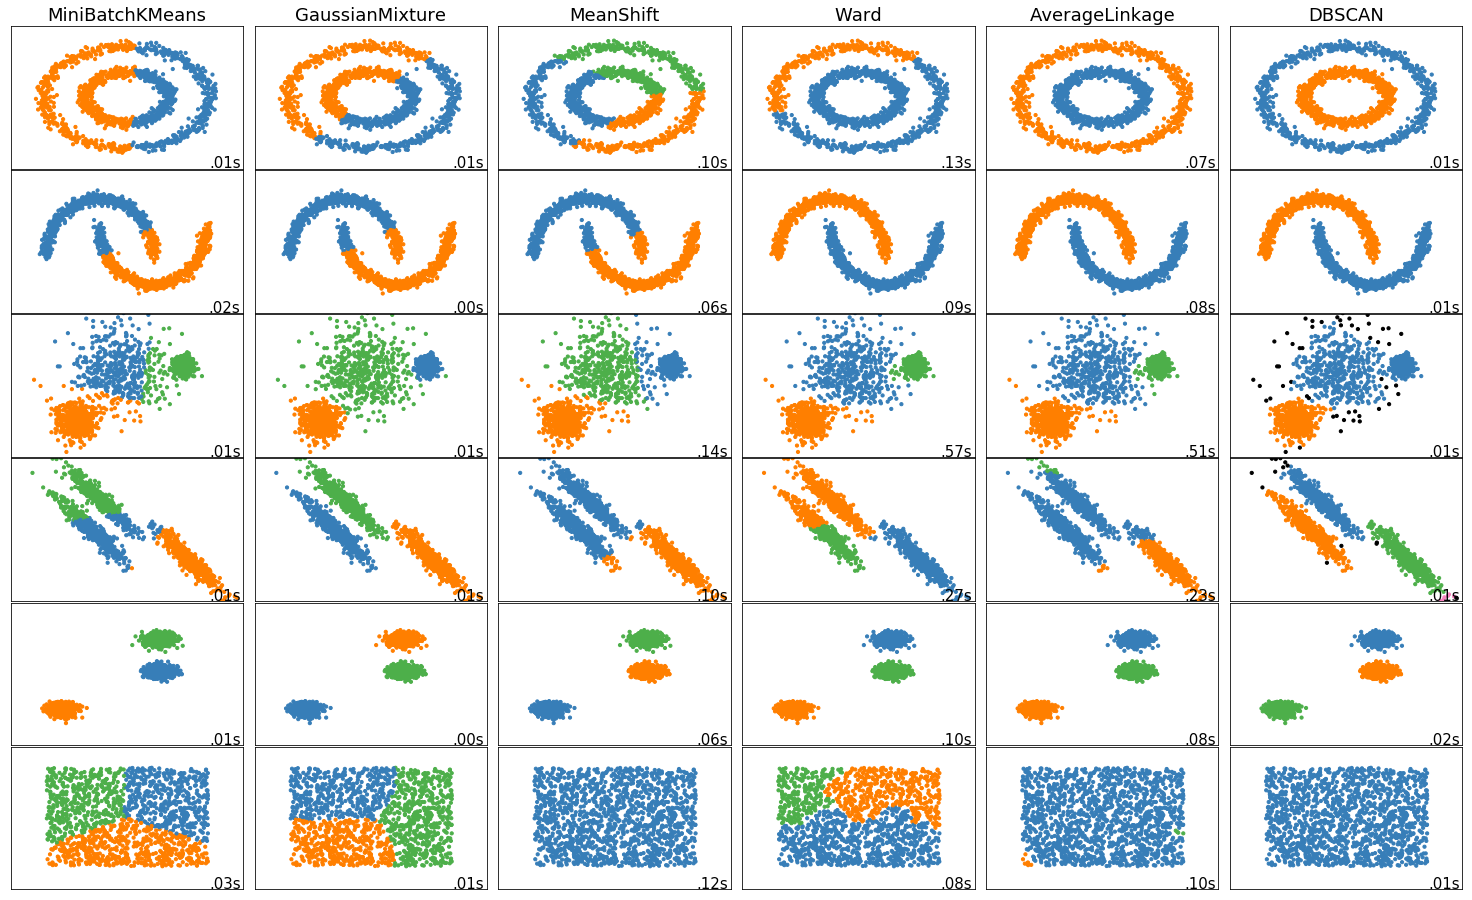 MiniBatchKMeans GaussianMixture MeanShift Ward AverageLinkage DBSCAN
.01s .01s .10s .13s .07s .01s
.02s .00s .06s .09s .08s .01s
.01s .01s .14s .57s .51s .01s
.01s .01s .10s .27s .23s .01s
.01s .00s .06s .10s .08s .02s
.03s .01s .12s .08s .10s .01s